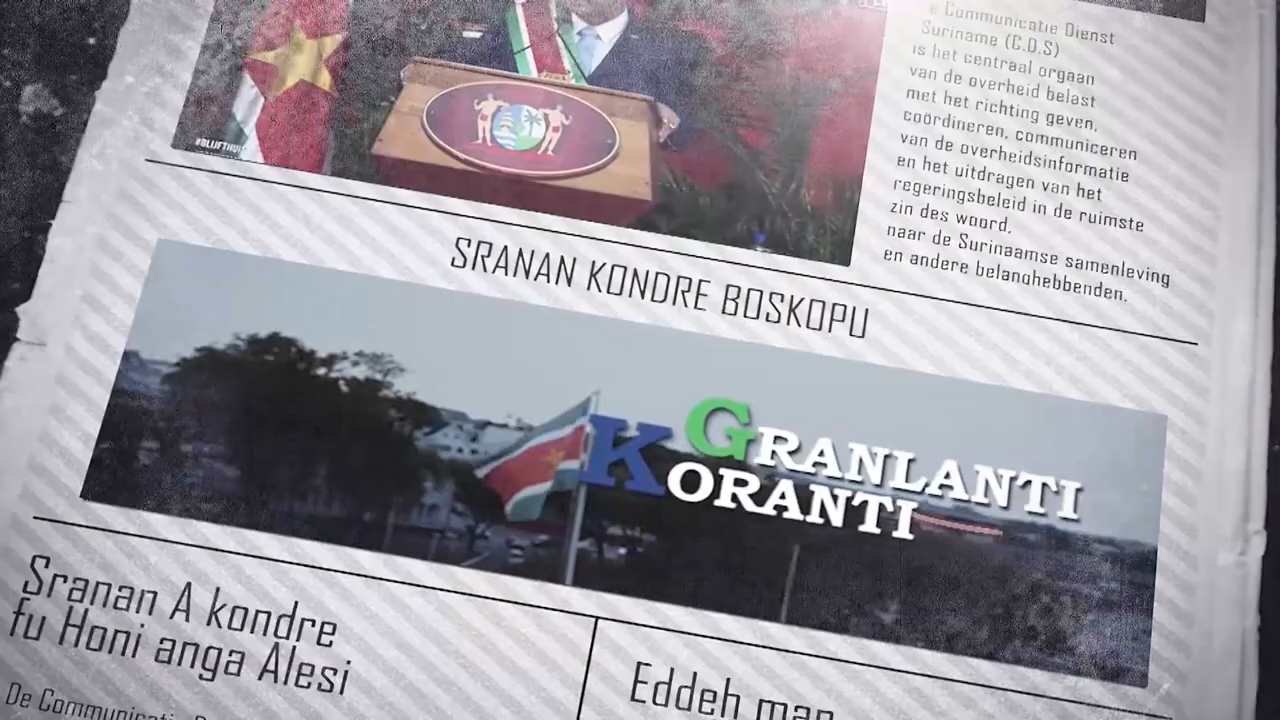 e Communicatie Dienst
Suriname (C.D.S)
is het centraal orgaan
van de overheid belast
met het richting geven,
coördineren, communiceren
van de overheidsinformatie
en het uitdragen van het
regeringsbeleid in de ruimste
zin des woord.
naar de Surinaamse samenleving
en andere belanghebbenden.
SRANAN KONDRE BOSKOPU
GRANLANTI
KORANTI
Sranan A kondre
fu Honi anga Alesi
De
Eddeh man